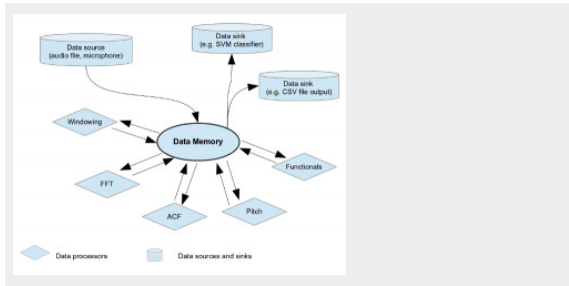 Data source
(audio file, microphone)
Data sink
(e.g. SVM classifier)
Data sink
(e.g. CSV file output)
Windowing
Data Memory
Functionals
FFT
ACF
Pitch
Data processors
Data sources and sinks